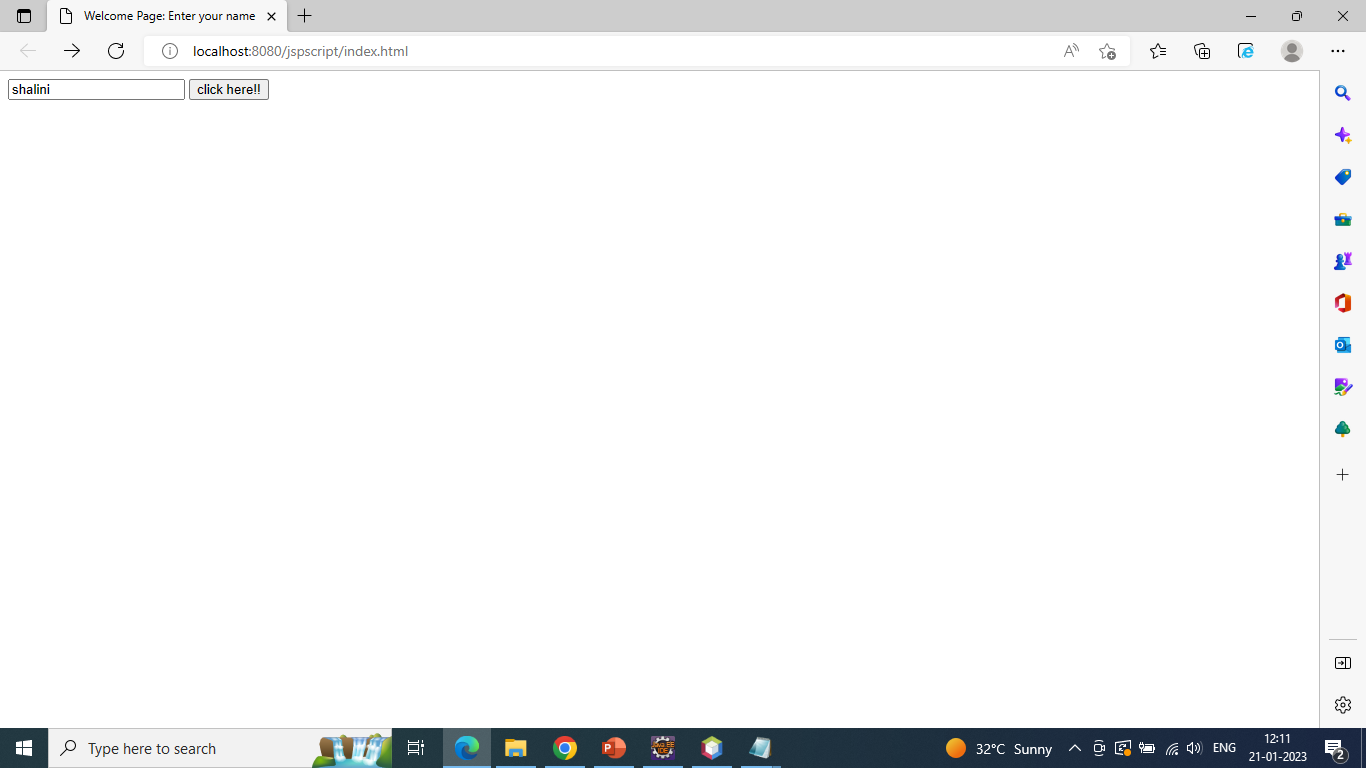 Welcome Page: Enter your name
localhost:8080/jspscript/index.html
shalini
click here!!
Type here to search
32°C Sunny
ENG
12:11
21-01-2023
2